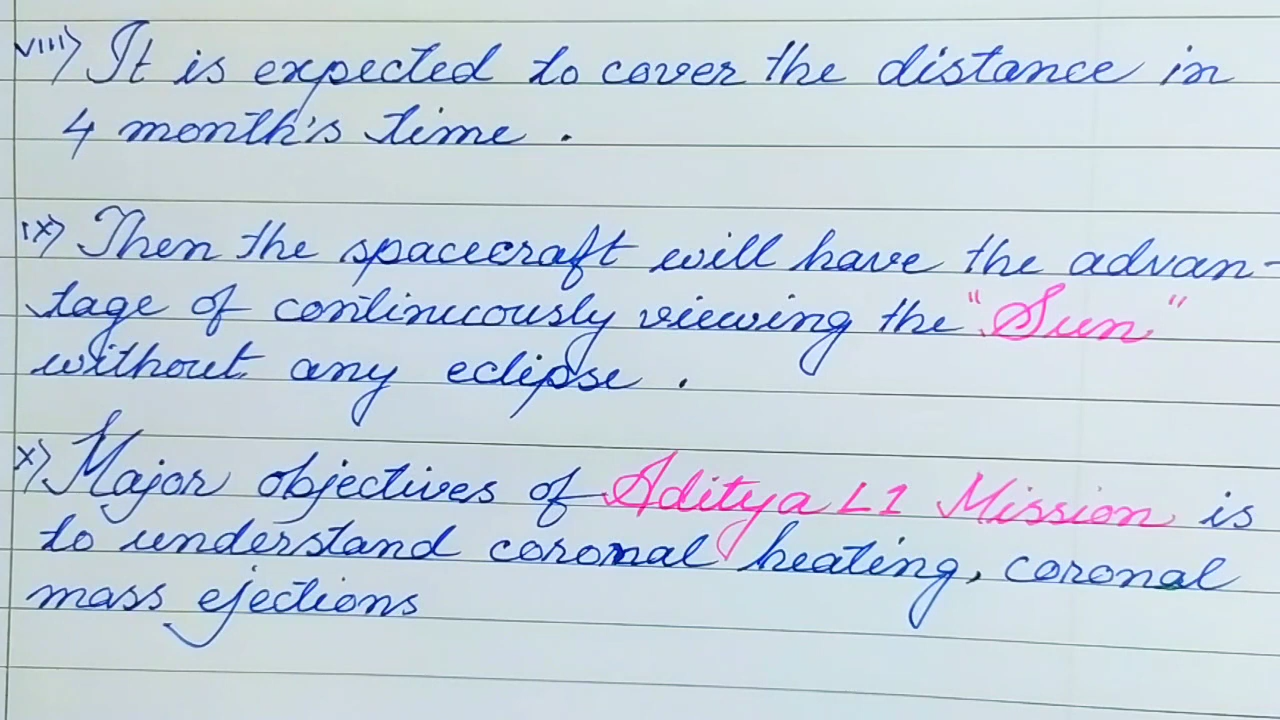 viii) It is expected to cover the distance in
4 month's time .
ix) Then the spacecraft will have the advan-
tage of continuously viewing the "Sun"
without any eclipse .
x) Major objectives of Aditya L1 Mission is
to understand coronal heating, coronal
mass ejections